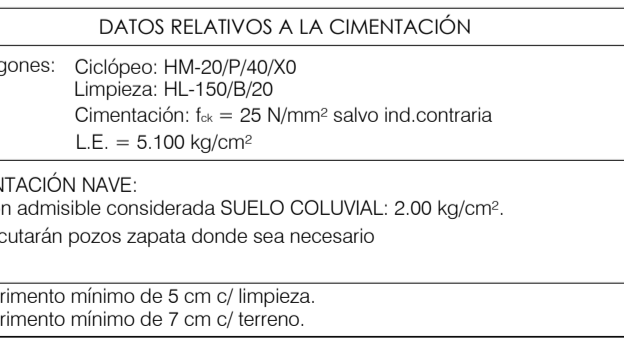 DATOS RELATIVOS A LA CIMENTACIÓN
gones: Ciclópeo: HM-20/P/40/X0
Limpieza: HL-150/B/20
Cimentación: fck = 25 N/mm² salvo ind.contraria
L.E. = 5.100 kg/cm²
NTACIÓN NAVE:
n admisible considerada SUELO COLUVIAL: 2.00 kg/cm².
cutarán pozos zapata donde sea necesario
rimento mínimo de 5 cm c/ limpieza.
rimento mínimo de 7 cm c/ terreno.